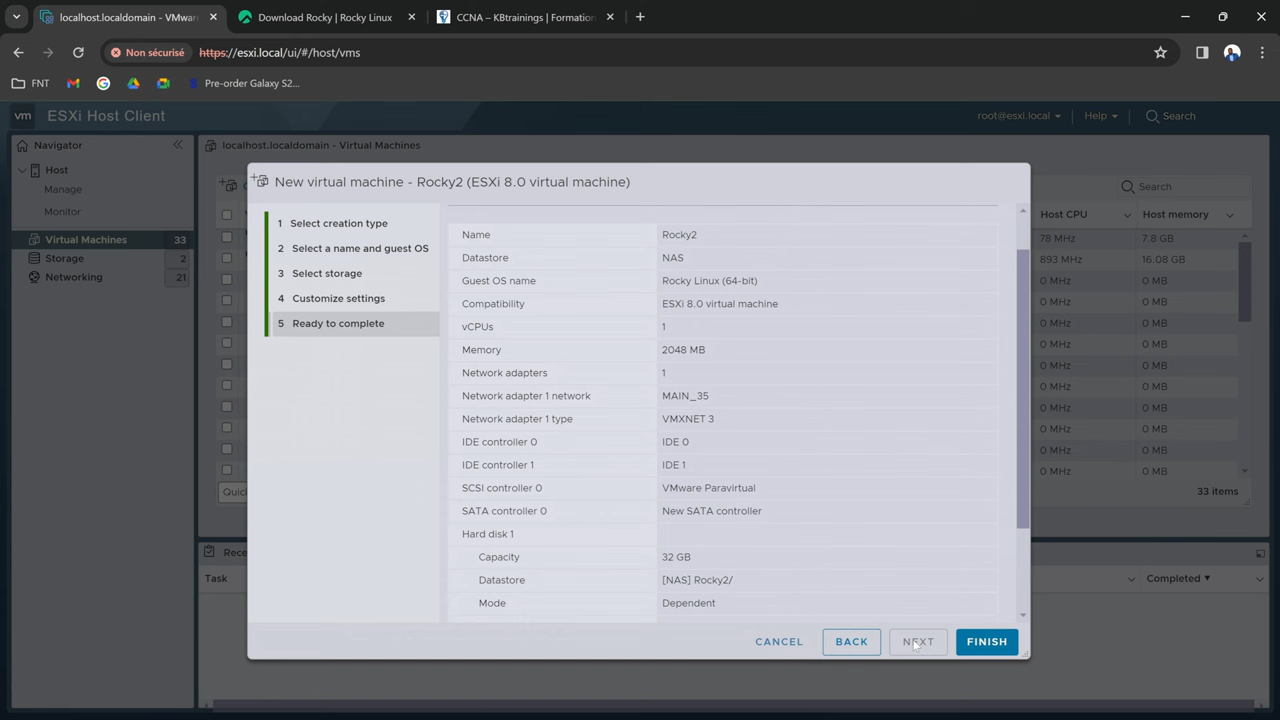 localhost.localdomain - VMwar
Download Rocky | Rocky Linux
CCNA – KBtrainings | Formation
Non sécurisé
https://esxi.local/ui/#/host/vms
FNT
Pre-order Galaxy S2...
vm
ESXi Host Client
root@esxi.local
Help
Search
Navigator
localhost.localdomain - Virtual Machines
Host
Manage
Monitor
Virtual Machines
33
Storage
2
Networking
21
Search
Host CPU
Host memory
78 MHz
7.8 GB
893 MHz
16.08 GB
0 MHz
0 MB
0 MHz
0 MB
0 MHz
0 MB
0 MHz
0 MB
0 MHz
0 MB
0 MHz
0 MB
0 MHz
0 MB
0 MHz
0 MB
0 MHz
0 MB
0 MHz
0 MB
Quic
33 items
New virtual machine - Rocky2 (ESXi 8.0 virtual machine)
1 Select creation type
2 Select a name and guest OS
3 Select storage
4 Customize settings
5 Ready to complete
Name Rocky2
Datastore NAS
Guest OS name Rocky Linux (64-bit)
Compatibility ESXi 8.0 virtual machine
vCPUs 1
Memory 2048 MB
Network adapters 1
Network adapter 1 network MAIN_35
Network adapter 1 type VMXNET 3
IDE controller 0 IDE 0
IDE controller 1 IDE 1
SCSI controller 0 VMware Paravirtual
SATA controller 0 New SATA controller
Hard disk 1
Capacity 32 GB
Datastore [NAS] Rocky2/
Mode Dependent
CANCEL
BACK
NEXT
FINISH
Rece
Task
Completed